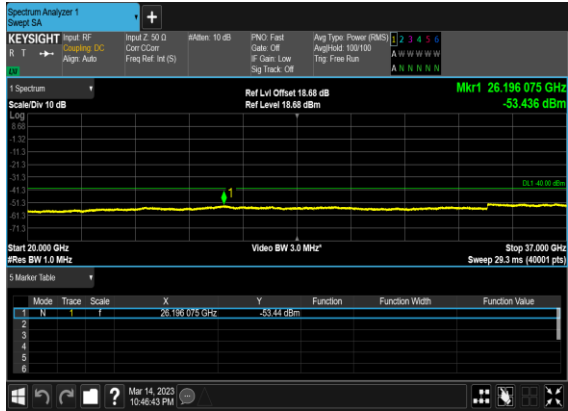 Spectrum Analyzer 1
Swept SA
+
KEYSIGHT Input: RF Input Z: 50 Ω #Atten: 10 dB PNO: Fast Avg Type: Power (RMS) 1 2 3 4 5 6
R T Coupling: DC Corr CCorr Gate: Off Avg|Hold: 100/100 A W W W W W
Align: Auto Freq Ref: Int (S) IF Gain: Low Trig: Free Run
LU Sig Track: Off A N N N N N
1 Spectrum Ref Lvl Offset 18.68 dB Mkr1 26.196 075 GHz
Scale/Div 10 dB Ref Level 18.68 dBm -53.436 dBm
Log
8.68
-1.32
-11.3
-21.3
-31.3
DL1 -40.00 dBm
-41.3
1
-51.3
-61.3
-71.3
Start 20.000 GHz Video BW 3.0 MHz* Stop 37.000 GHz
#Res BW 1.0 MHz Sweep 29.3 ms (40001 pts)
5 Marker Table
Mode Trace Scale X Y Function Function Width Function Value
1 N 1 f 26.196 075 GHz -53.44 dBm
2
3
4
5
6
? Mar 14, 2023
10:46:43 PM